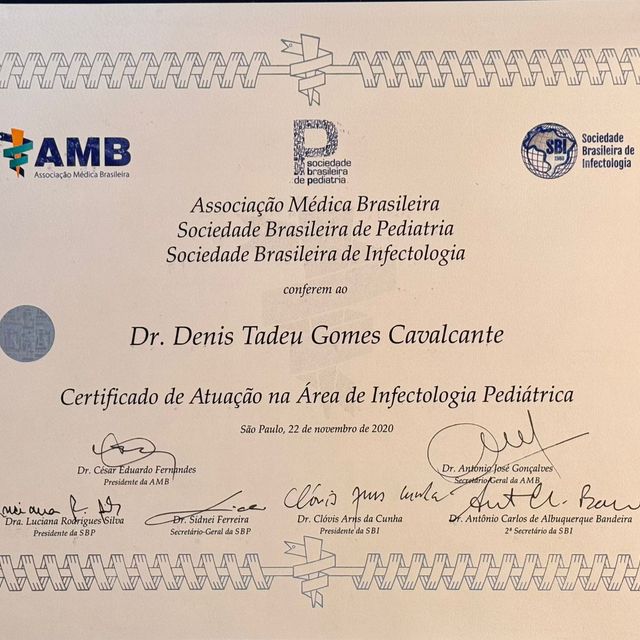 AMB
Associação Médica Brasileira
sociedade
brasileira
de pediatria
SBI
Sociedade
Brasileira de
Infectologia
Associação Médica Brasileira
Sociedade Brasileira de Pediatria
Sociedade Brasileira de Infectologia
conferem ao
Dr. Denis Tadeu Gomes Cavalcante
Certificado de Atuação na Área de Infectologia Pediátrica
São Paulo, 22 de novembro de 2020
Dr. César Eduardo Fernandes
Presidente da AMB
Dr. Antônio José Gonçalves
Secretário-Geral da AMB
Clóvis Arns Cunha
Dra. Luciana Rodrigues Silva
Presidente da SBP
Dr. Sidnei Ferreira
Secretário-Geral da SBP
Dr. Clóvis Arns da Cunha
Presidente da SBI
Dr. Antônio Carlos de Albuquerque Bandeira
2ª Secretário da SBI